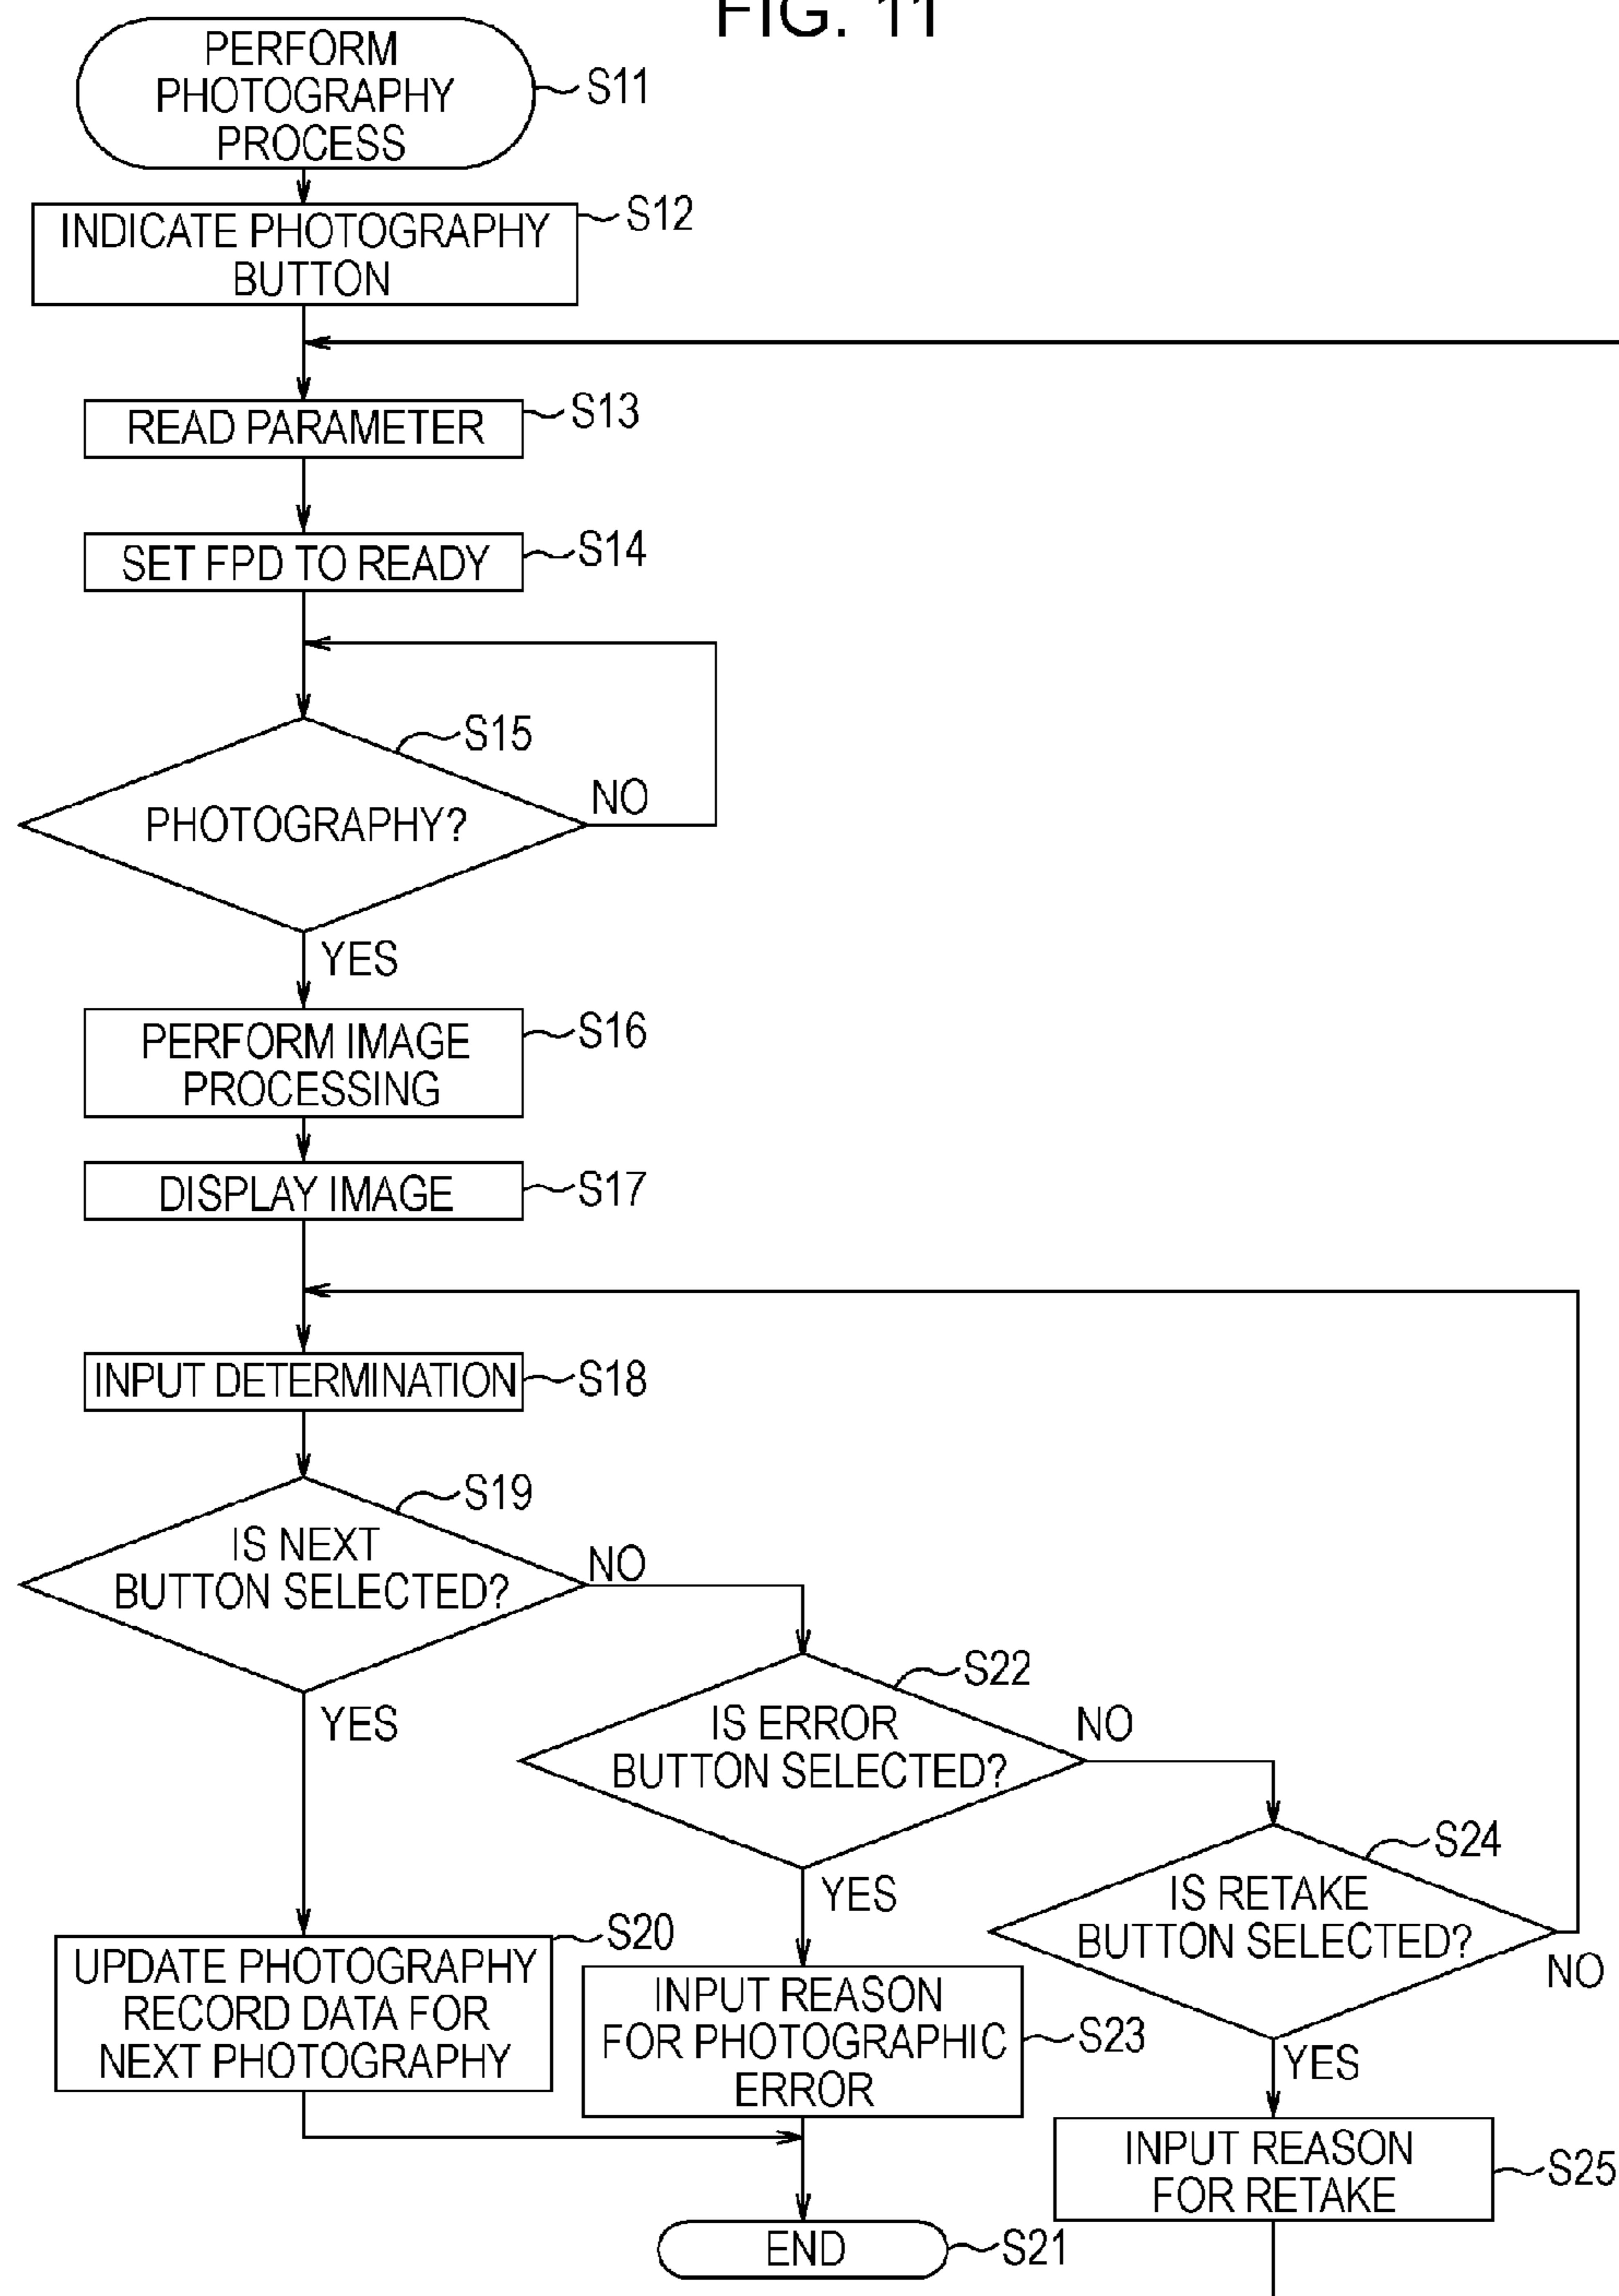 FIG. 11
PERFORM
PHOTOGRAPHY
PROCESS
S11
INDICATE PHOTOGRAPHY
BUTTON
S12
READ PARAMETER
S13
SET FPD TO READY
S14
S15
PHOTOGRAPHY?
NO
YES
PERFORM IMAGE
PROCESSING
S16
DISPLAY IMAGE
S17
INPUT DETERMINATION
S18
S19
IS NEXT
BUTTON SELECTED?
NO
YES
S22
IS ERROR
BUTTON SELECTED?
NO
YES
S24
IS RETAKE
BUTTON SELECTED?
NO
YES
UPDATE PHOTOGRAPHY
RECORD DATA FOR
NEXT PHOTOGRAPHY
S20
INPUT REASON
FOR PHOTOGRAPHIC
ERROR
S23
INPUT REASON
FOR RETAKE
S25
END
S21